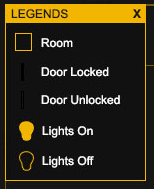 LEGENDS X
Room
Door Locked
Door Unlocked
Lights On
Lights Off